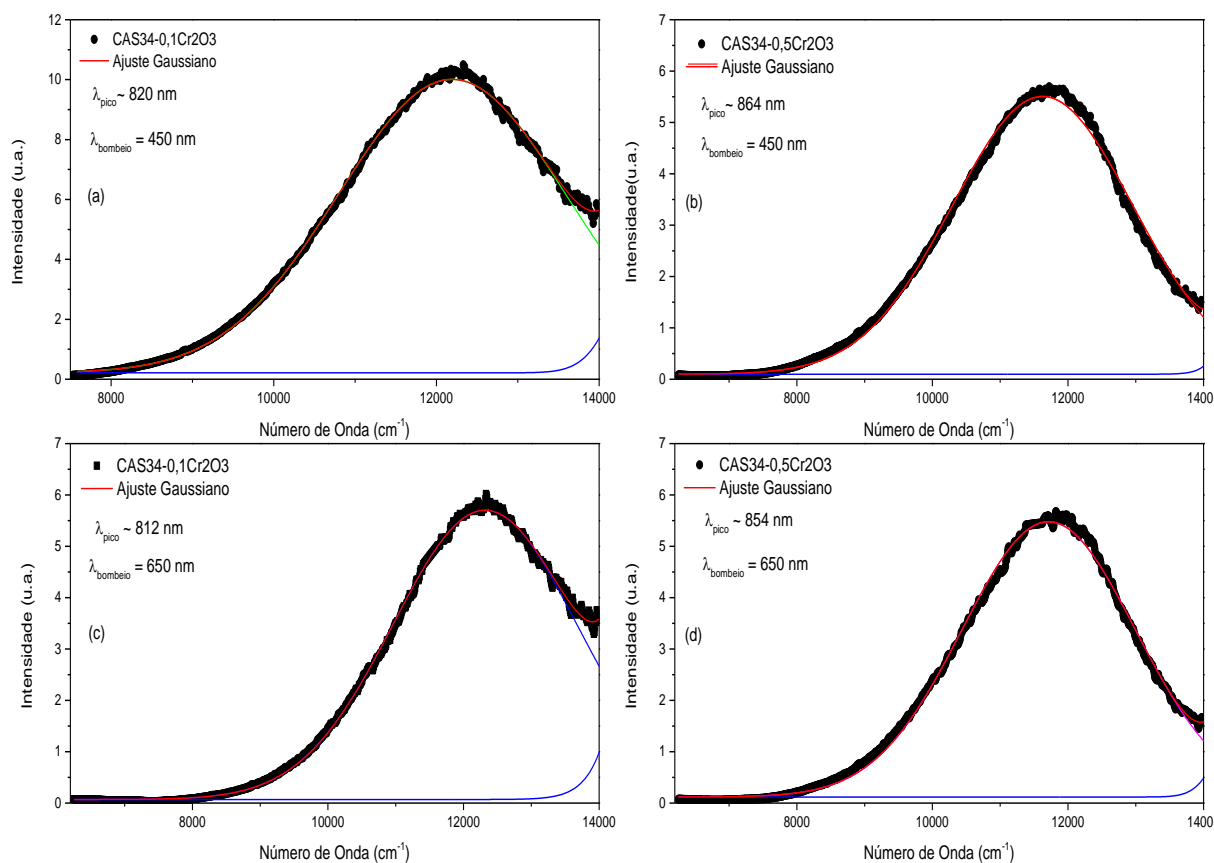 12
10
8
6
4
2
0
Intensidade (u.a.)
CAS34-0,1Cr2O3
Ajuste Gaussiano
λpico ~ 820 nm
λbombeio = 450 nm
(a)
8000 10000 12000 14000
Número de Onda (cm-1)
7
6
5
4
3
2
1
0
Intensidade(u.a.)
CAS34-0,5Cr2O3
Ajuste Gaussiano
λpico ~ 864 nm
λbombeio = 450 nm
(b)
8000 10000 12000 1400
Número de Onda (cm-1)
7
6
5
4
3
2
1
0
Intensidade (u.a.)
CAS34-0,1Cr2O3
Ajuste Gaussiano
λpico ~ 812 nm
λbombeio = 650 nm
(c)
8000 10000 12000 14000
Número de Onda (cm-1)
7
6
5
4
3
2
1
0
Intensidade (u.a.)
CAS34-0,5Cr2O3
Ajuste Gaussiano
λpico ~ 854 nm
λbombeio = 650 nm
(d)
8000 10000 12000 1400
Número de Onda (cm-1)